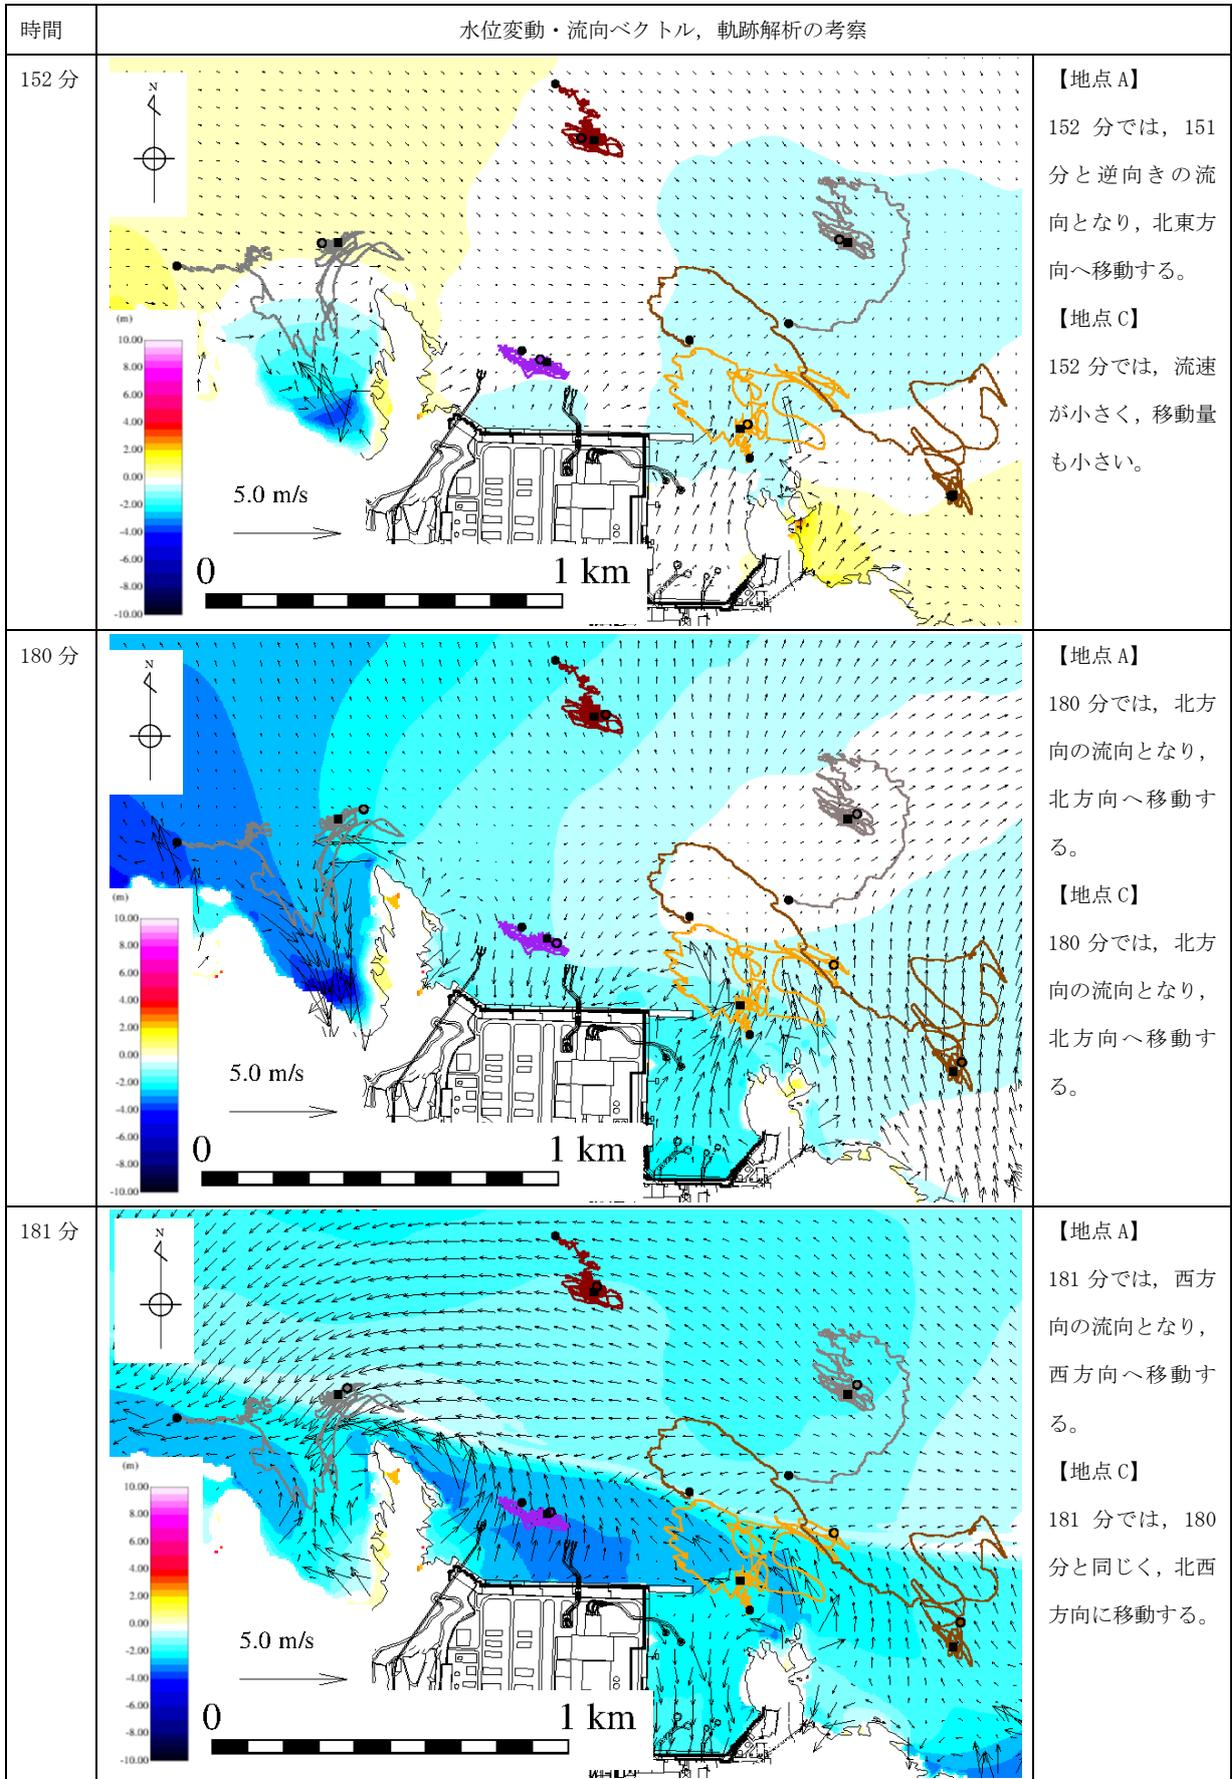 時間
水位変動・流向ベクトル，軌跡解析の考察
152 分
N
(m)
10.00
8.00
6.00
4.00
2.00
0.00
-2.00
-4.00
-6.00
-8.00
-10.00
5.0 m/s
0
1 km
【地点 A】
152 分では，151
分と逆向きの流
向となり，北東方
向へ移動する。
【地点 C】
152 分では，流速
が小さく，移動量
も小さい。
180 分
N
(m)
10.00
8.00
6.00
4.00
2.00
0.00
-2.00
-4.00
-6.00
-8.00
-10.00
5.0 m/s
0
1 km
【地点 A】
180 分では，北方
向の流向となり，
北方向へ移動す
る。
【地点 C】
180 分では，北方
向の流向となり，
北方向へ移動す
る。
181 分
N
(m)
10.00
8.00
6.00
4.00
2.00
0.00
-2.00
-4.00
-6.00
-8.00
-10.00
5.0 m/s
0
1 km
【地点 A】
181 分では，西方
向の流向となり，
西方向へ移動す
る。
【地点 C】
181 分では，180
分と同じく，北西
方向に移動する。